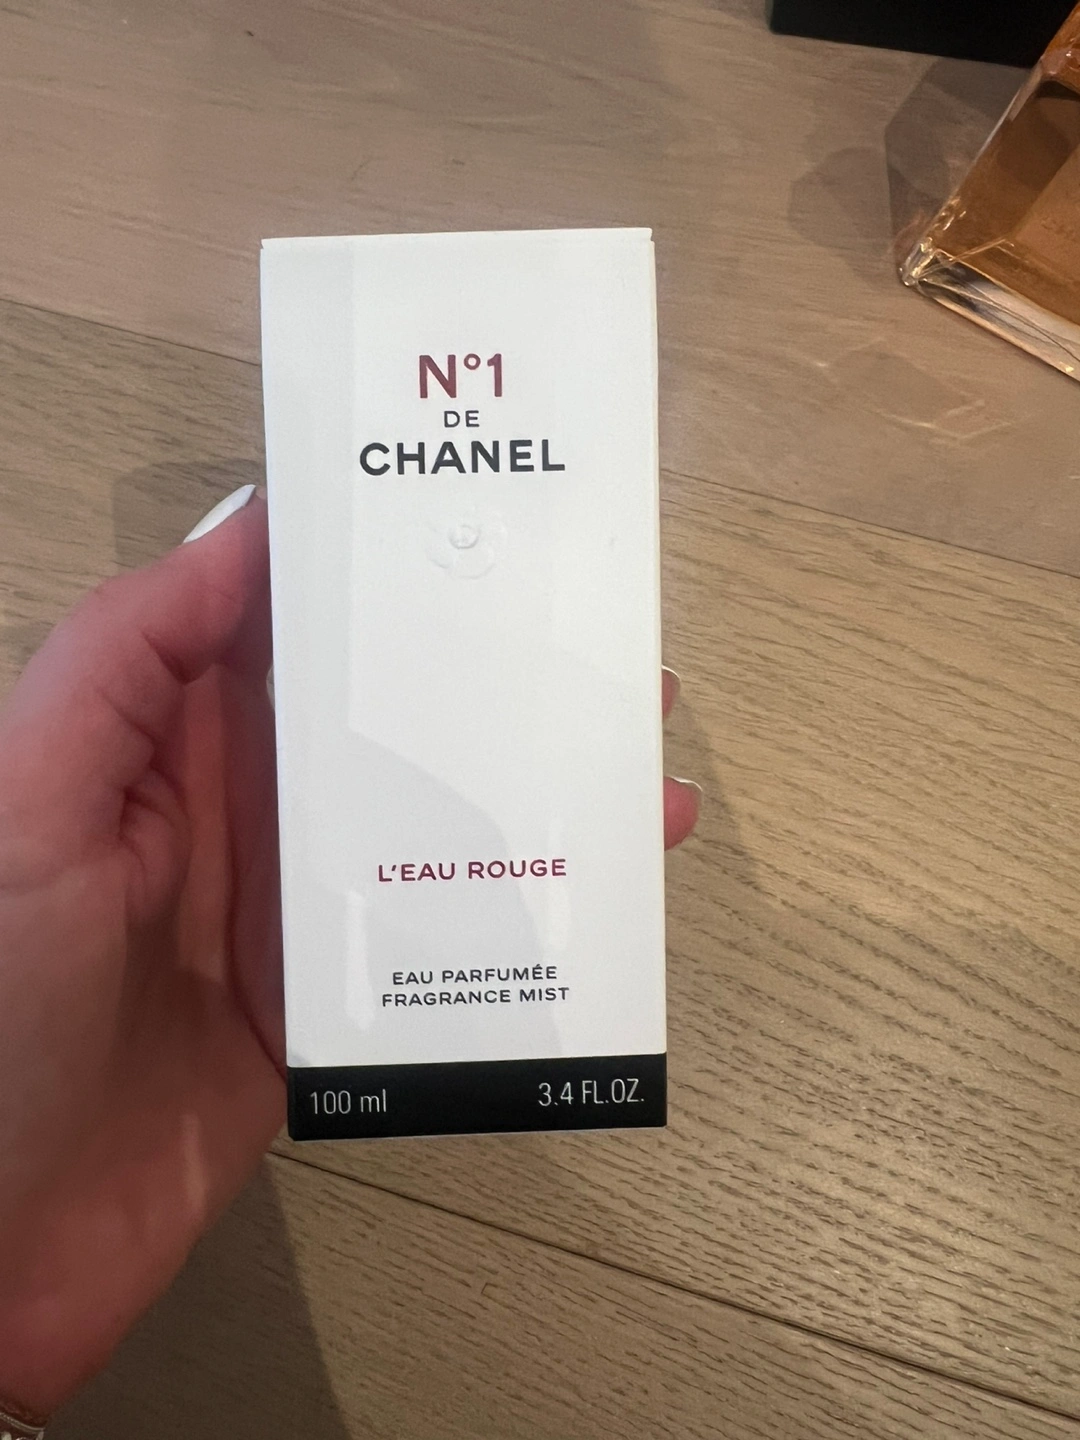 N°1
DE
CHANEL
L'EAU ROUGE
EAU PARFUMÉE
FRAGRANCE MIST
100 ml 3.4 FL.OZ.